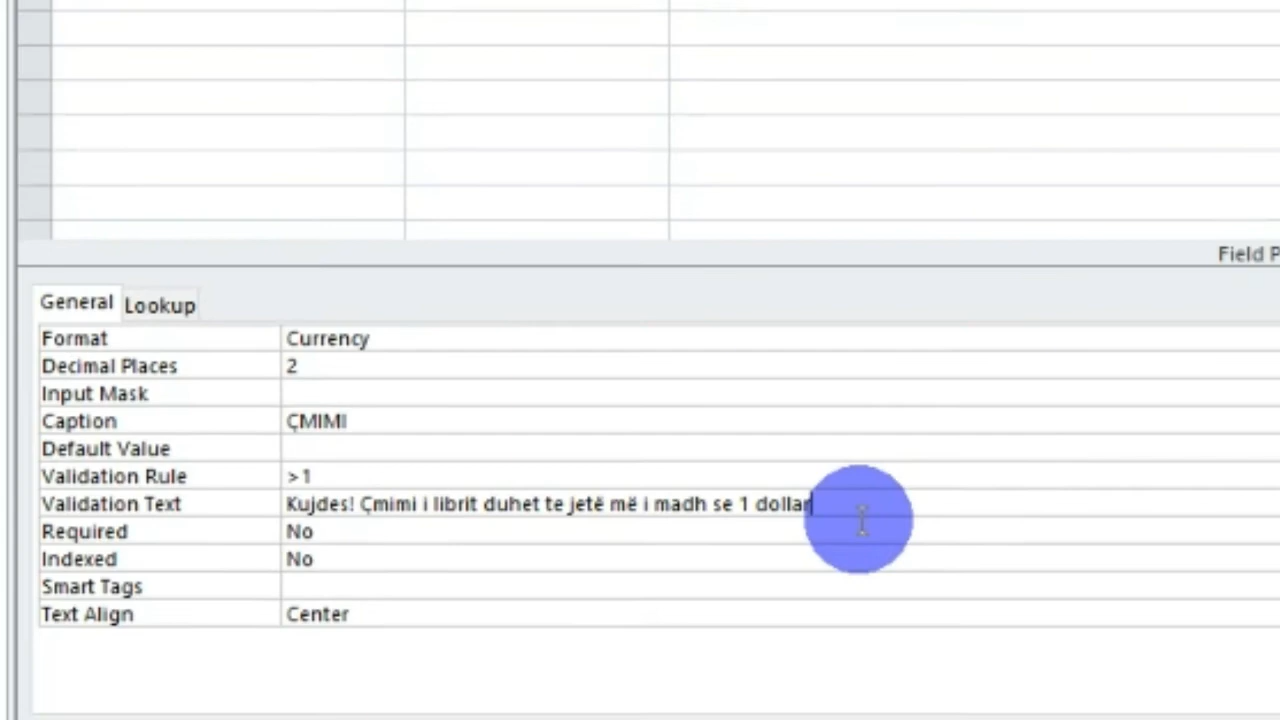 Field P
General Lookup
Format Currency
Decimal Places 2
Input Mask
Caption ÇMIMI
Default Value
Validation Rule >1
Validation Text Kujdes! Çmimi i librit duhet te jetë më i madh se 1 dollar
Required No
Indexed No
Smart Tags
Text Align Center